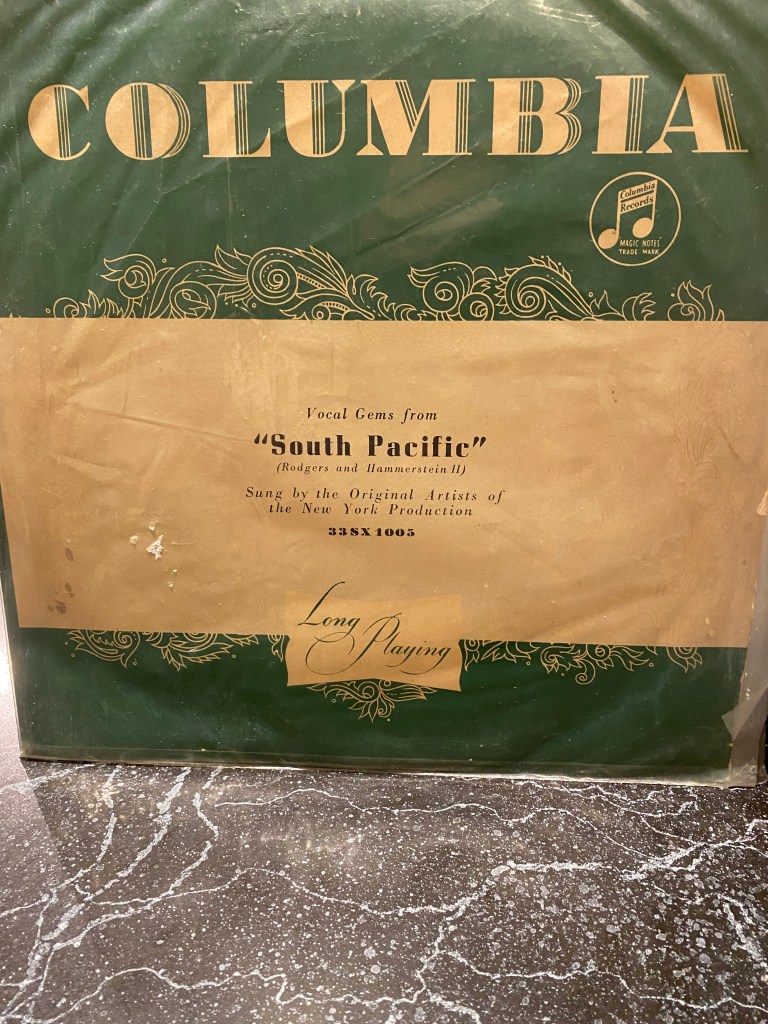 COLUMBIA
Columbia
Records
MAGIC NOTES
TRADE MARK
Vocal Gems from
"South Pacific"
(Rodgers and Hammerstein II)
Sung by the Original Artists of
the New York Production
33SX 1005
Long
Playing